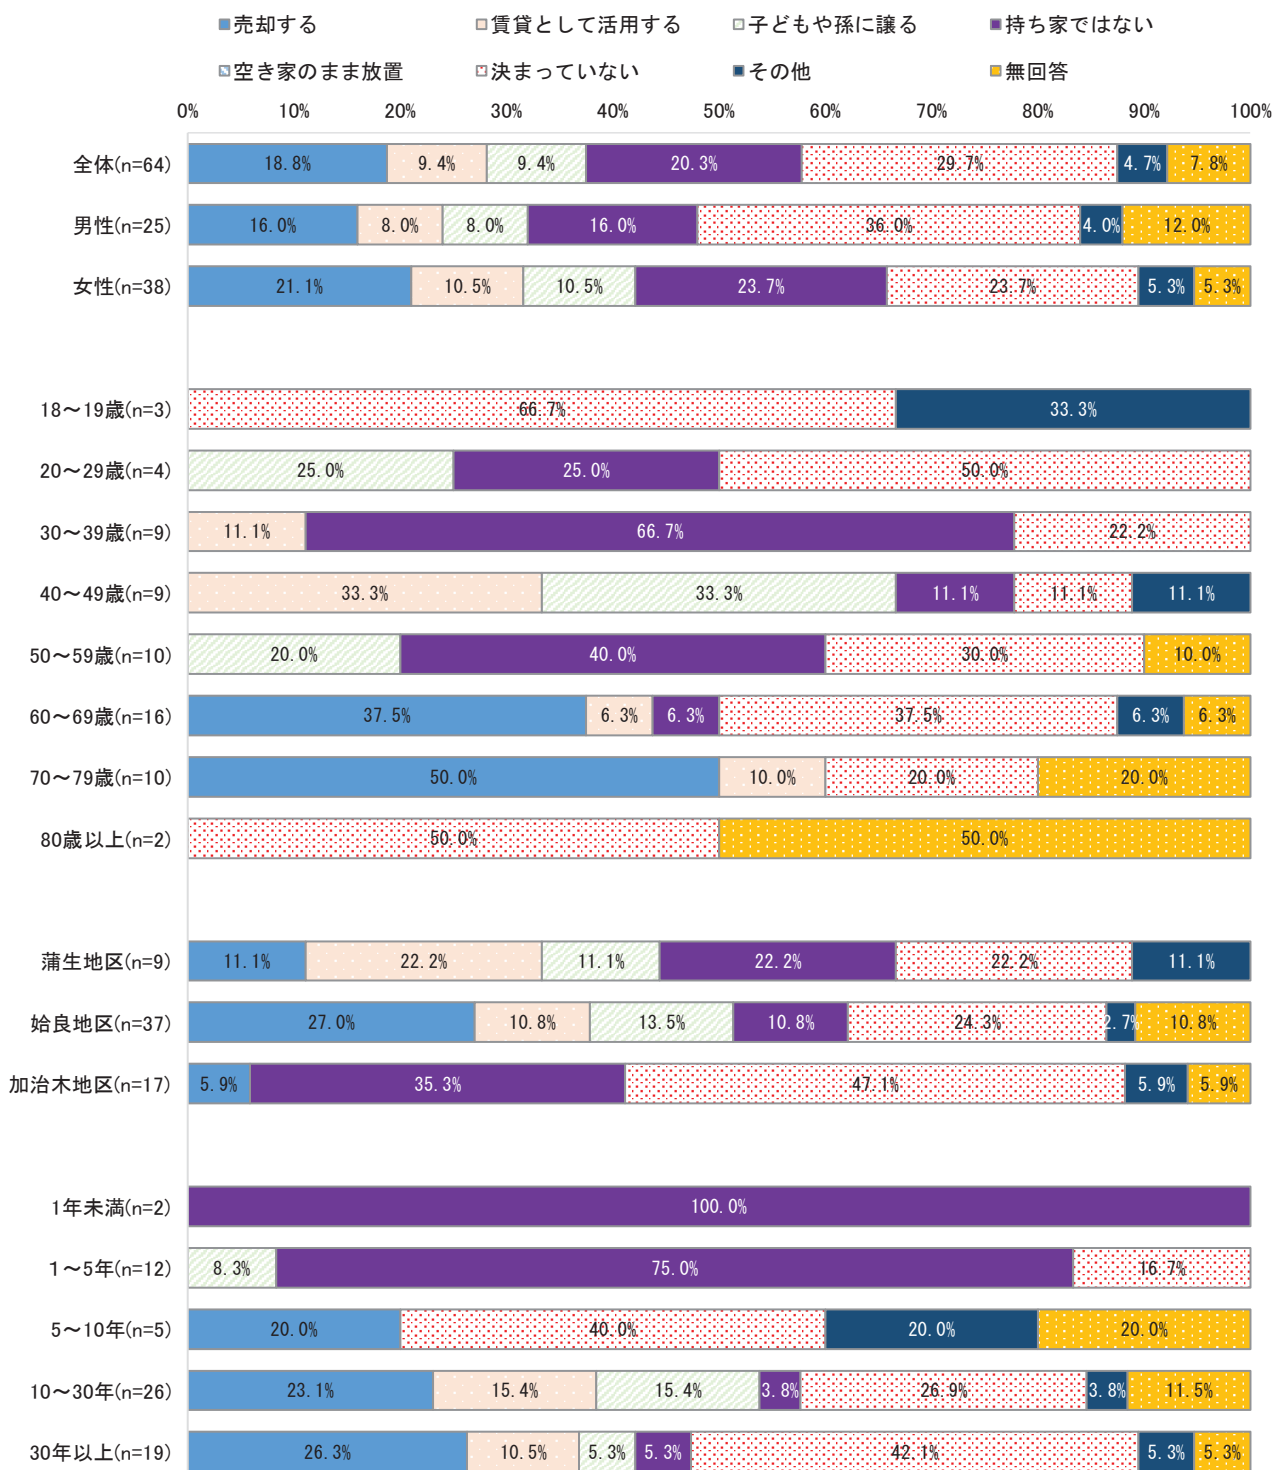 売却する 賃貸として活用する 子どもや孫に譲る 持ち家ではない
空き家のまま放置 決まっていない その他 無回答
0% 10% 20% 30% 40% 50% 60% 70% 80% 90% 100%
全体(n=64) 18.8% 9.4% 9.4% 20.3% 29.7% 4.7% 7.8%
男性(n=25) 16.0% 8.0% 8.0% 16.0% 36.0% 4.0% 12.0%
女性(n=38) 21.1% 10.5% 10.5% 23.7% 23.7% 5.3% 5.3%
18～19歳(n=3) 66.7% 33.3%
20～29歳(n=4) 25.0% 25.0% 50.0%
30～39歳(n=9) 11.1% 66.7% 22.2%
40～49歳(n=9) 33.3% 33.3% 11.1% 11.1% 11.1%
50～59歳(n=10) 20.0% 40.0% 30.0% 10.0%
60～69歳(n=16) 37.5% 6.3% 6.3% 37.5% 6.3% 6.3%
70～79歳(n=10) 50.0% 10.0% 20.0% 20.0%
80歳以上(n=2) 50.0% 50.0%
蒲生地区(n=9) 11.1% 22.2% 11.1% 22.2% 22.2% 11.1%
姶良地区(n=37) 27.0% 10.8% 13.5% 10.8% 24.3% 2.7% 10.8%
加治木地区(n=17) 5.9% 35.3% 47.1% 5.9% 5.9%
1年未満(n=2) 100.0%
1～5年(n=12) 8.3% 75.0% 16.7%
5～10年(n=5) 20.0% 40.0% 20.0% 20.0%
10～30年(n=26) 23.1% 15.4% 15.4% 3.8% 26.9% 3.8% 11.5%
30年以上(n=19) 26.3% 10.5% 5.3% 5.3% 42.1% 5.3% 5.3%